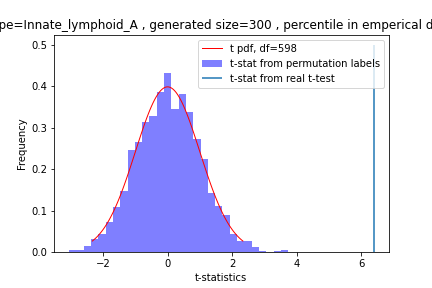 pe=Innate_lymphoid_A , generated size=300 , percentile in emperical d
t pdf, df=598
t-stat from permutation labels
t-stat from real t-test
Frequency
0.5
0.4
0.3
0.2
0.1
0.0
−2 0 2 4 6
t-statistics